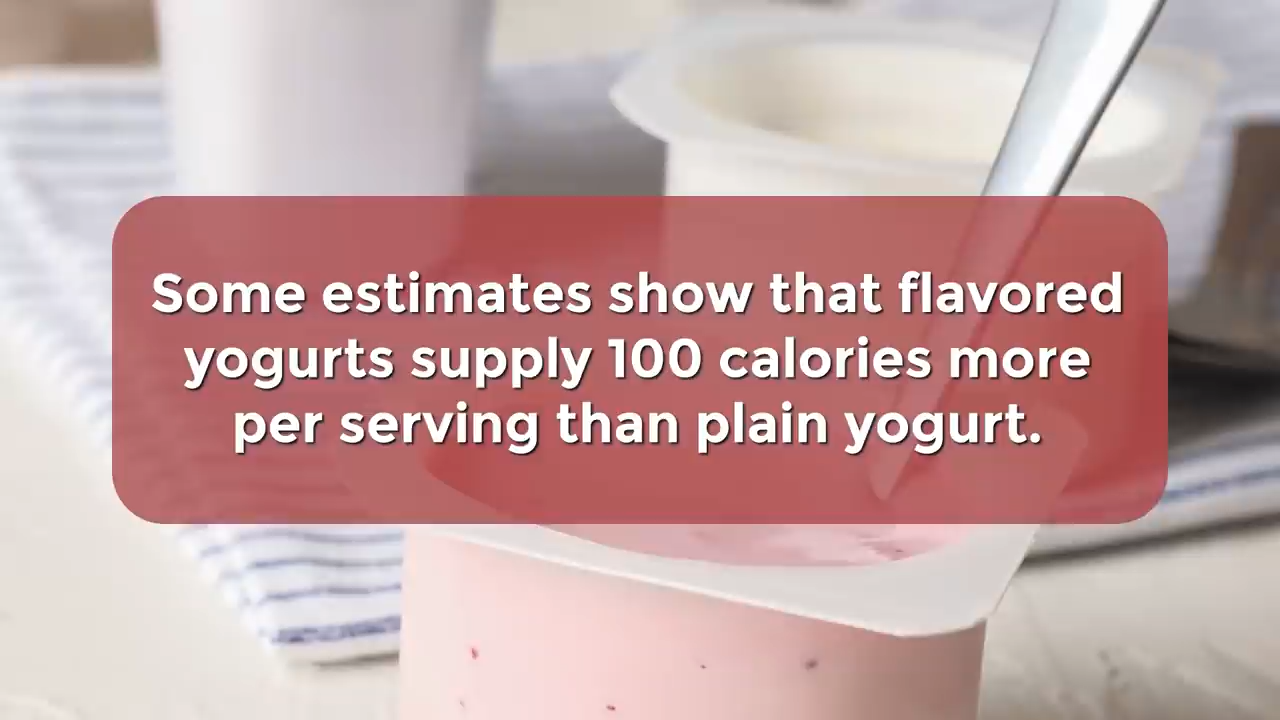 Some estimates show that flavored
yogurts supply 100 calories more
per serving than plain yogurt.